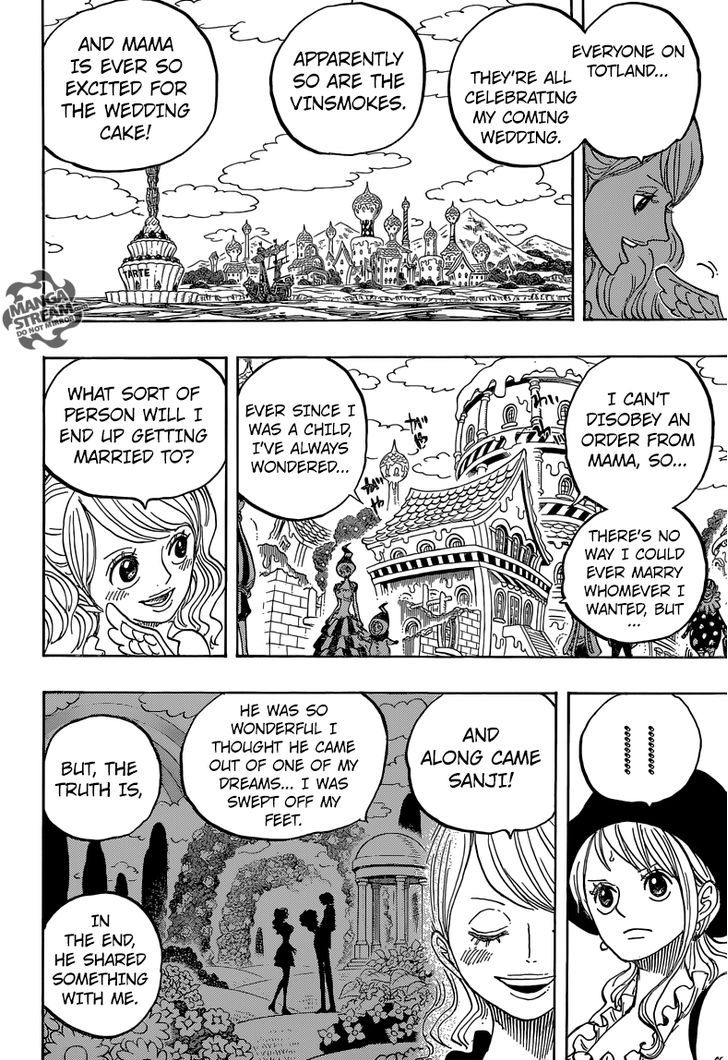 EVERYONE ON
TOTLAND...
THEY'RE ALL
CELEBRATING
MY COMING
WEDDING.
APPARENTLY
SO ARE THE
VINSMOKES.
AND MAMA
IS EVER SO
EXCITED FOR
THE WEDDING
CAKE!
TARTE
MANGA
STREAM.COM
DO NOT MIRROR
I CAN'T
DISOBEY AN
ORDER FROM
MAMA, SO...
THERE'S NO
WAY I COULD
EVER MARRY
WHOMEVER I
WANTED, BUT
...
EVER SINCE I
WAS A CHILD,
I'VE ALWAYS
WONDERED...
WHAT SORT OF
PERSON WILL I
END UP GETTING
MARRIED TO?
AND
ALONG CAME
SANJI!
HE WAS SO
WONDERFUL I
THOUGHT HE CAME
OUT OF ONE OF MY
DREAMS... I WAS
SWEPT OFF MY
FEET.
BUT, THE
TRUTH IS,
IN
THE END,
HE SHARED
SOMETHING
WITH ME.